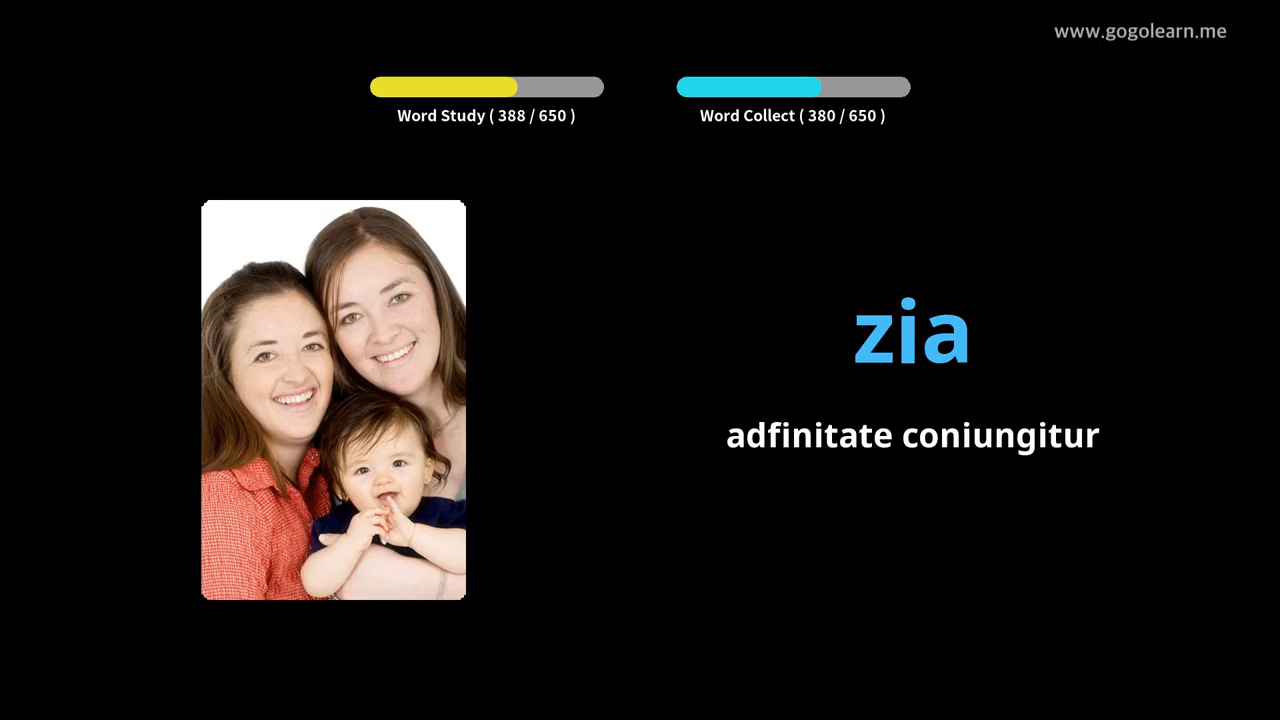 www.gogolearn.me
Word Study ( 388 / 650 )
Word Collect ( 380 / 650 )
zia
adfinitate coniungitur